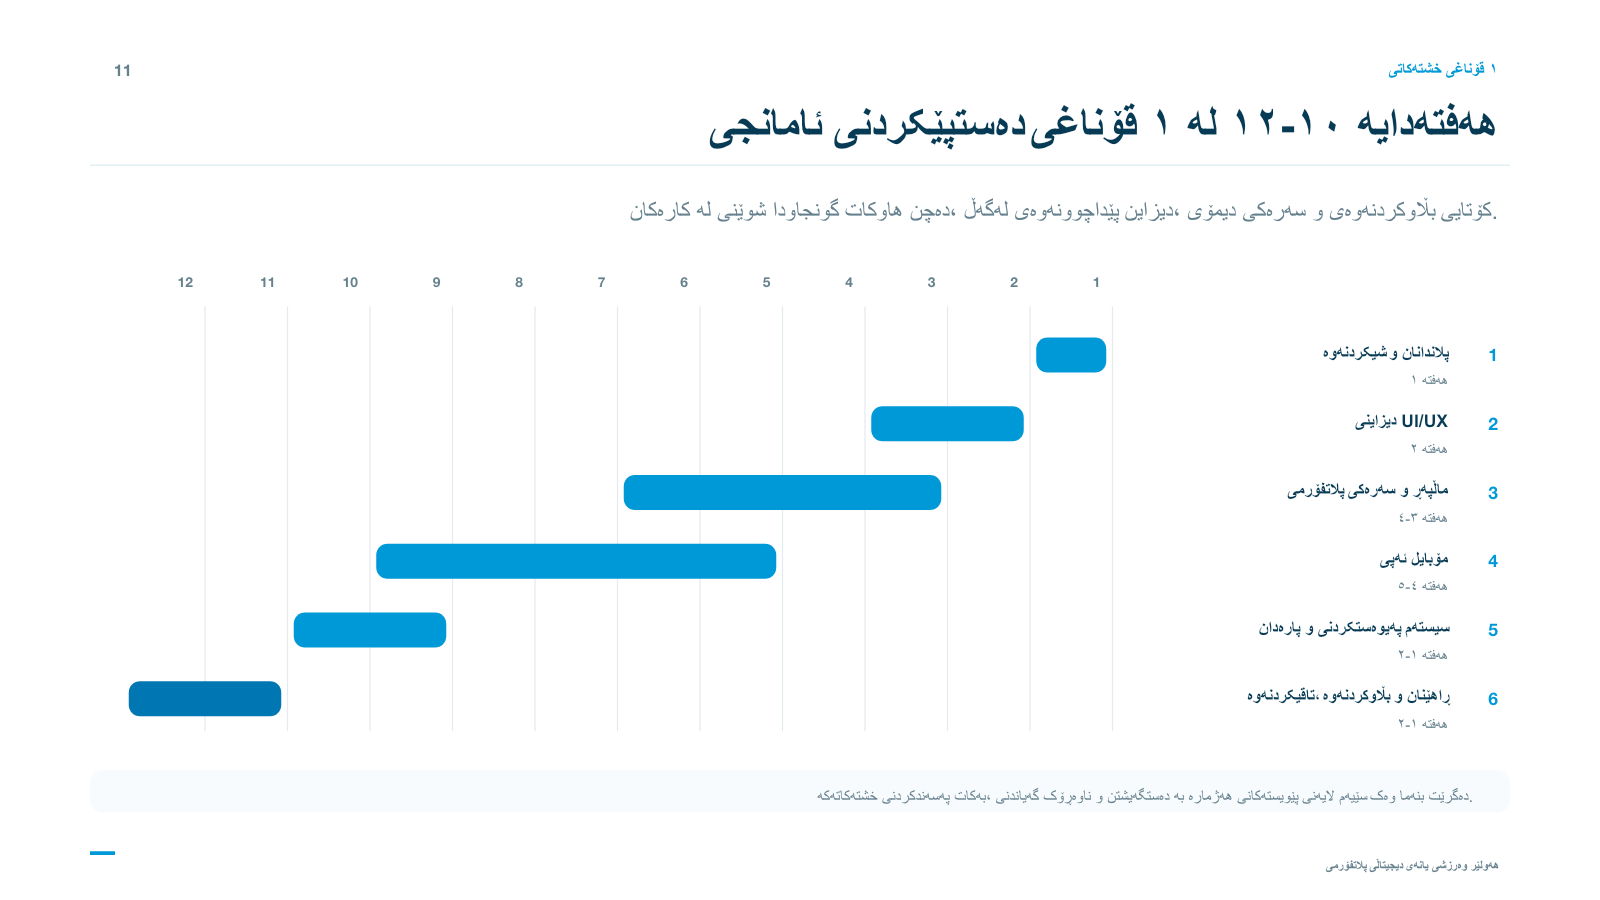 ١ قۆناغی خشتەکاتی
11
هەفتەدایە ١٠-١٢ لە ١ قۆناغی دەستپێکردنی ئامانجی
.کۆتایی بڵاوکردنەوەی و سەرەکی دیمۆی ،دیزاین پێداچوونەوەی لەگەڵ ،دەچن هاوکات گونجاودا شوێنی لە کارەکان
1 2 3 4 5 6 7 8 9 10 11 12
1 پلاندانان و شیکردنەوە
هەفتە ١
2 UI/UX دیزاینی
هەفتە ٢
3 ماڵپەڕ و سەرەکی پلاتفۆرمی
هەفتە ٣-٤
4 مۆبایل ئەپی
هەفتە ٤-٥
5 سیستەم پەیوەستکردنی و پارەدان
هەفتە ١-٢
6 ڕاهێنان و بڵاوکردنەوە ،تاقیکردنەوە
هەفتە ١-٢
.دەگرێت بنەما وەک سێیەم لایەنی پێویستەکانی هەژمارە بە دەستگەیشتن و ناوەڕۆک گەیاندنی ،بەکات پەسەندکردنی خشتەکاتەکە
هەولێر وەرزشی یانەی دیجیتاڵی پلاتفۆرمی